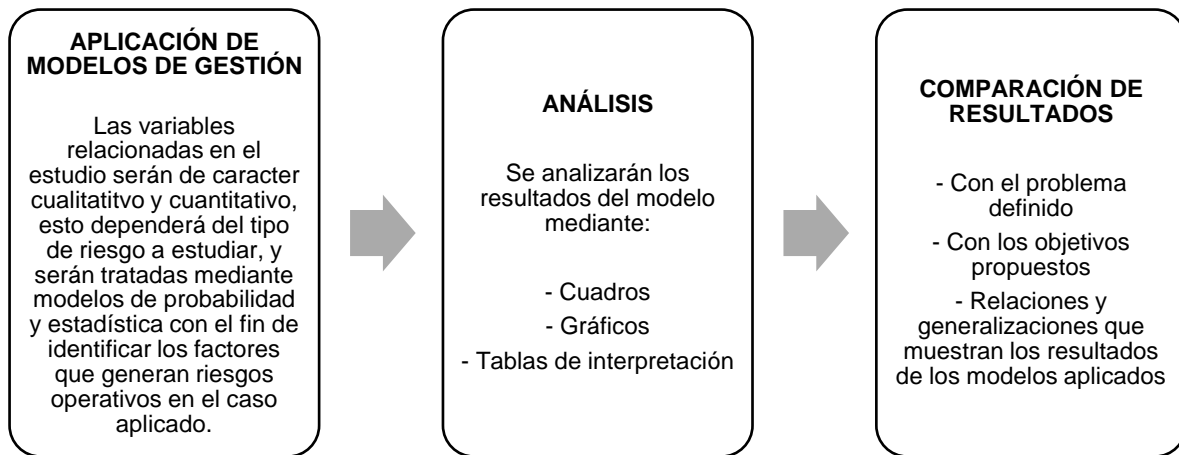 APLICACIÓN DE
MODELOS DE GESTIÓN
Las variables
relacionadas en el
estudio serán de caracter
cualitatitvo y cuantitativo,
esto dependerá del tipo
de riesgo a estudiar, y
serán tratadas mediante
modelos de probabilidad
y estadística con el fin de
identificar los factores
que generan riesgos
operativos en el caso
aplicado.
ANÁLISIS
Se analizarán los
resultados del modelo
mediante:
- Cuadros
- Gráficos
- Tablas de interpretación
COMPARACIÓN DE
RESULTADOS
- Con el problema
definido
- Con los objetivos
propuestos
- Relaciones y
generalizaciones que
muestran los resultados
de los modelos aplicados